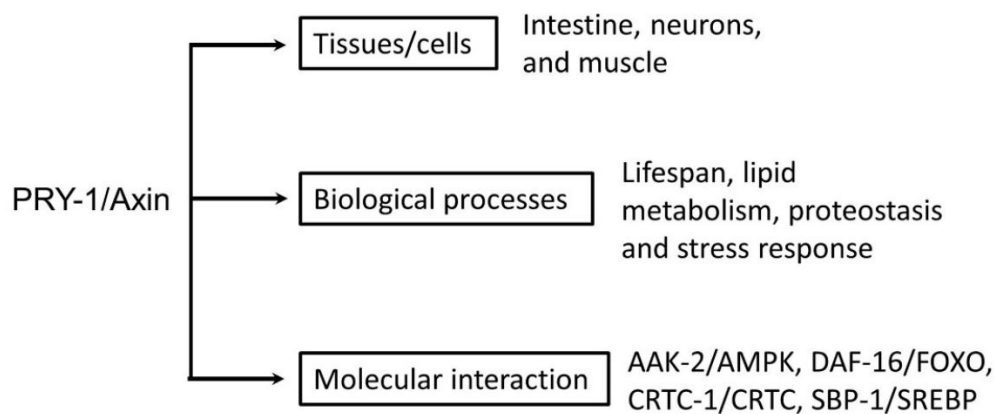 PRY-1/Axin
Tissues/cells
Intestine, neurons,
and muscle
Biological processes
Lifespan, lipid
metabolism, proteostasis
and stress response
Molecular interaction
AAK-2/AMPK, DAF-16/FOXO,
CRTC-1/CRTC, SBP-1/SREBP